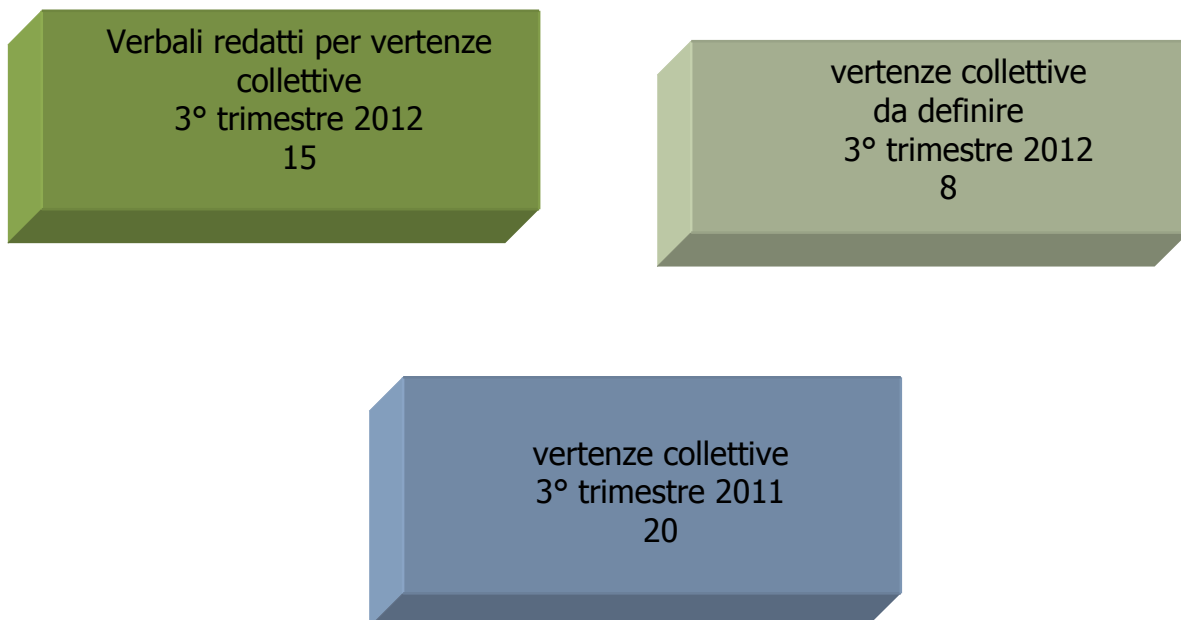 Verbali redatti per vertenze
collettive
3° trimestre 2012
15
vertenze collettive
da definire
3° trimestre 2012
8
vertenze collettive
3° trimestre 2011
20